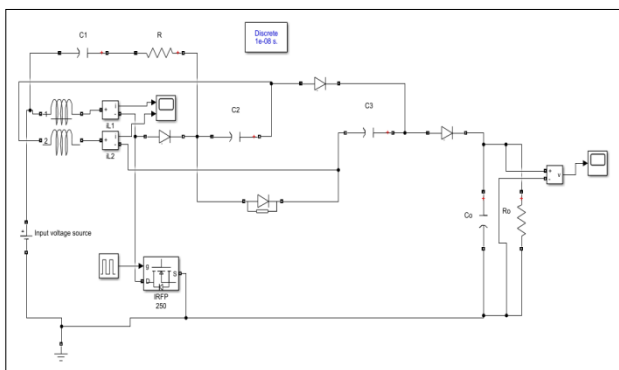 C1
R
Discrete
1e-08 s.
1
+
i
-
iL1
2
+
i
-
iL2
C2
C3
+
-
v
Co
Ro
+
Input voltage source
g
D
S
IRFP
250